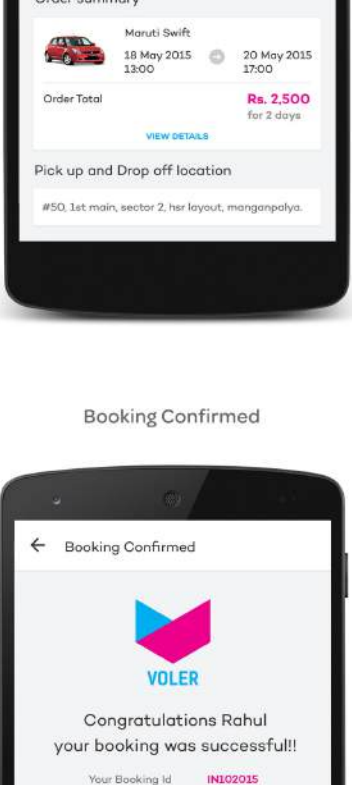 Order summary
Maruti Swift
18 May 2015
13:00
20 May 2015
17:00
Order Total
Rs. 2,500
for 2 days
VIEW DETAILS
Pick up and Drop off location
#50, 1st main, sector 2, hsr layout, manganpalya.
Booking Confirmed
Booking Confirmed
VOLER
Congratulations Rahul
your booking was successful!!
Your Booking Id IN102015